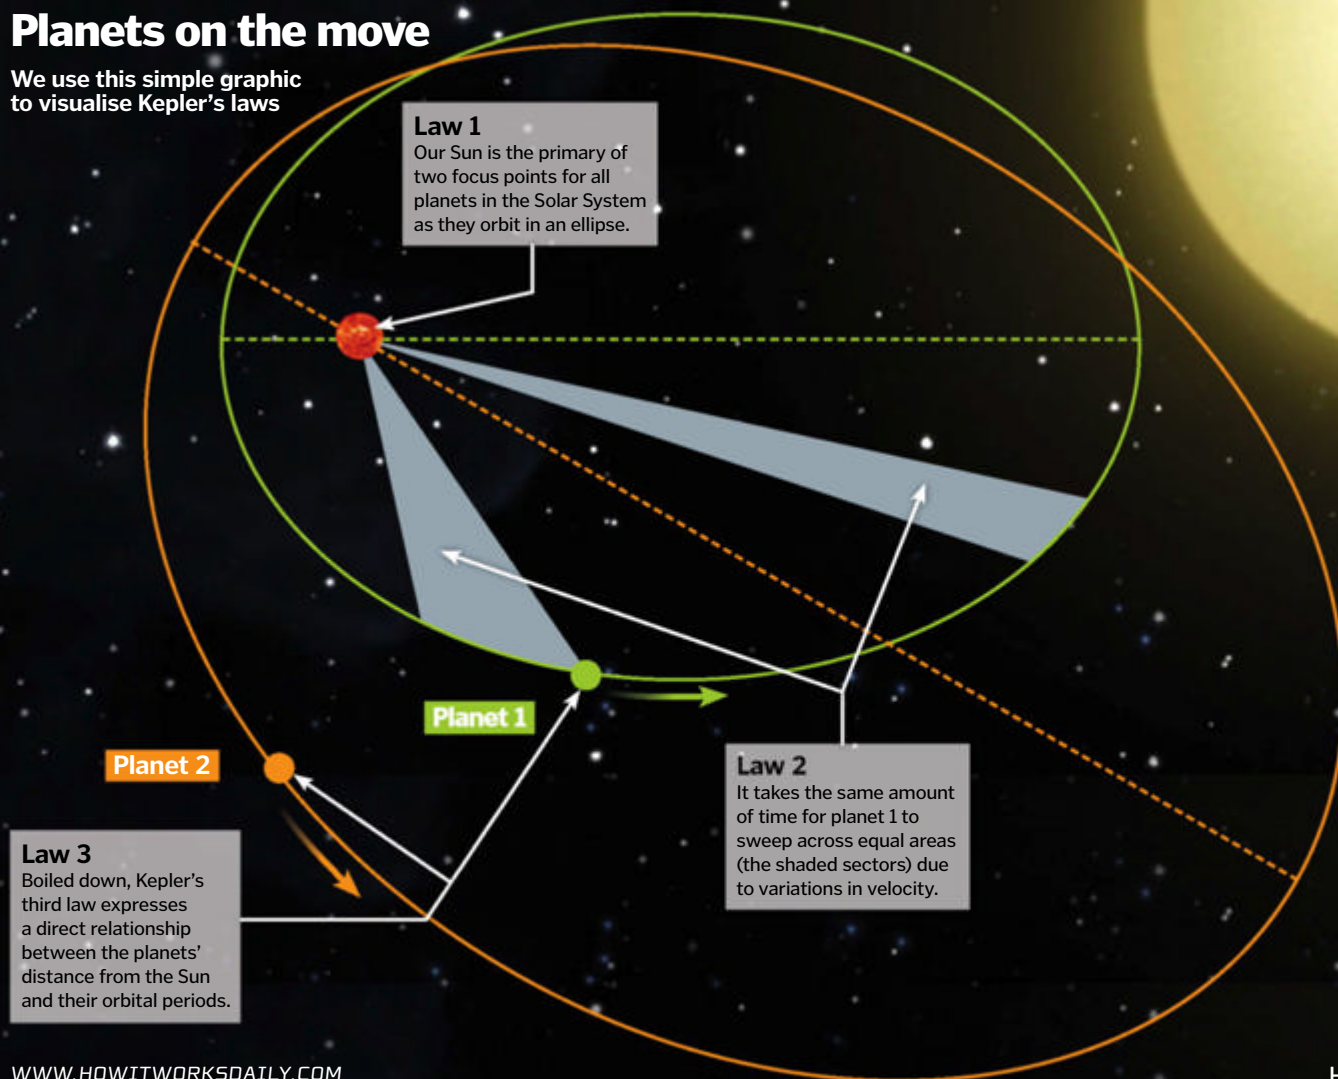 Planets on the move
We use this simple graphic
to visualise Kepler's laws
Law 1
Our Sun is the primary of
two focus points for all
planets in the Solar System
as they orbit in an ellipse.
Planet 1
Planet 2
Law 2
It takes the same amount
of time for planet 1 to
sweep across equal areas
(the shaded sectors) due
to variations in velocity.
Law 3
Boiled down, Kepler's
third law expresses
a direct relationship
between the planets'
distance from the Sun
and their orbital periods.
WWW.HOWITWORKSDAILY.COM